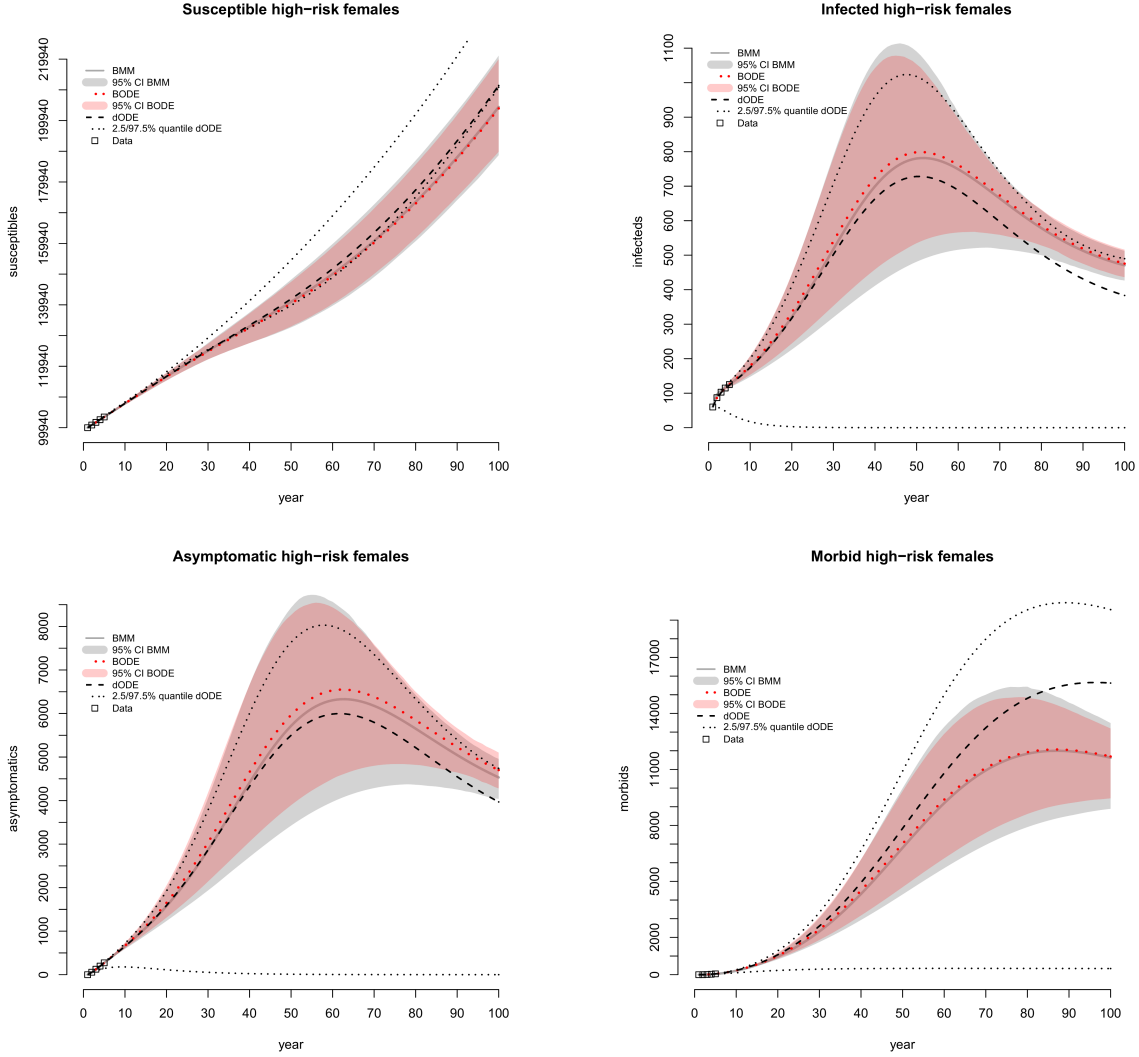 Susceptible high−risk females
219940
199940
179940
159940
139940
119940
99940
susceptibles
BMM
95% CI BMM
BODE
95% CI BODE
dODE
2.5/97.5% quantile dODE
Data
0 10 20 30 40 50 60 70 80 90 100
year
Infected high−risk females
1100
900
800
700
600
500
400
300
200
100
0
infecteds
BMM
95% CI BMM
BODE
95% CI BODE
dODE
2.5/97.5% quantile dODE
Data
0 10 20 30 40 50 60 70 80 90 100
year
Asymptomatic high−risk females
8000
7000
6000
5000
4000
3000
2000
1000
0
asymptomatics
BMM
95% CI BMM
BODE
95% CI BODE
dODE
2.5/97.5% quantile dODE
Data
0 10 20 30 40 50 60 70 80 90 100
year
Morbid high−risk females
17000
14000
11000
8000
5000
2000
0
morbids
BMM
95% CI BMM
BODE
95% CI BODE
dODE
2.5/97.5% quantile dODE
Data
0 10 20 30 40 50 60 70 80 90 100
year